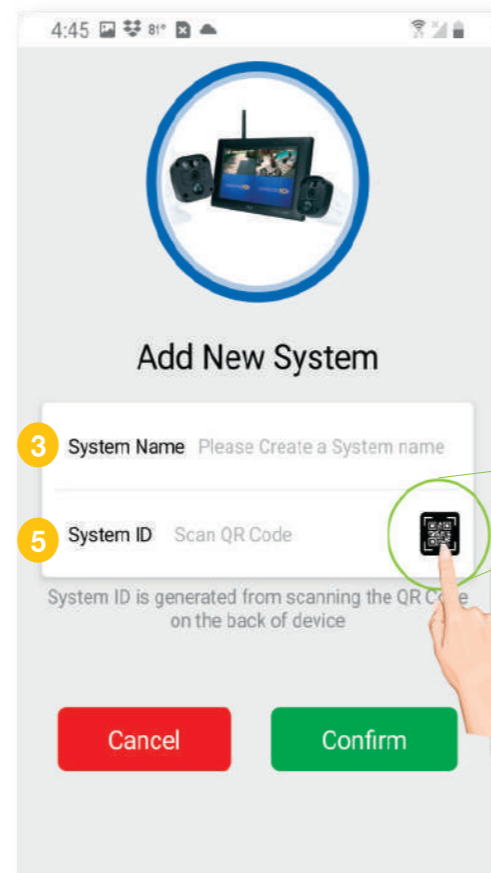 4:45 81°
Add New System
3 System Name Please Create a System name
5 System ID Scan QR Code
System ID is generated from scanning the QR Code
on the back of device
Cancel Confirm